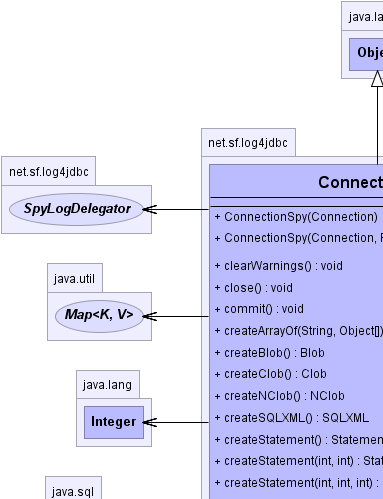 java.la
Obje
net.sf.log4jdbc
net.sf.log4jdbc
SpyLogDelegator
Connect
+ ConnectionSpy(Connection)
+ ConnectionSpy(Connection,
java.util
+ clearWarnings() : void
+ close() : void
Map<K, V>
+ commit() : void
+ createArrayOf(String, Object[])
+ createBlob() : Blob
+ createClob() : Clob
java.lang
+ createNClob() : NClob
Integer
+ createSQLXML() : SQLXML
+ createStatement() : Stateme
+ createStatement(int, int) : Sta
+ createStatement(int, int, int) :
java.sql